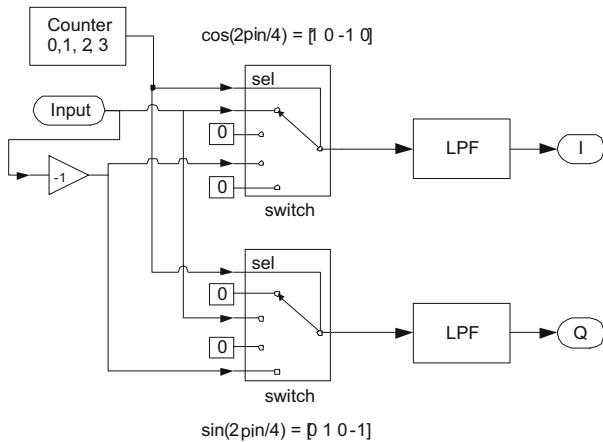 Counter
0,1, 2, 3
cos(2pin/4) = [1 0 -1 0]
sel
Input
0
-1
0
switch
LPF
I
sel
0
0
switch
LPF
Q
sin(2pin/4) = [0 1 0 -1]